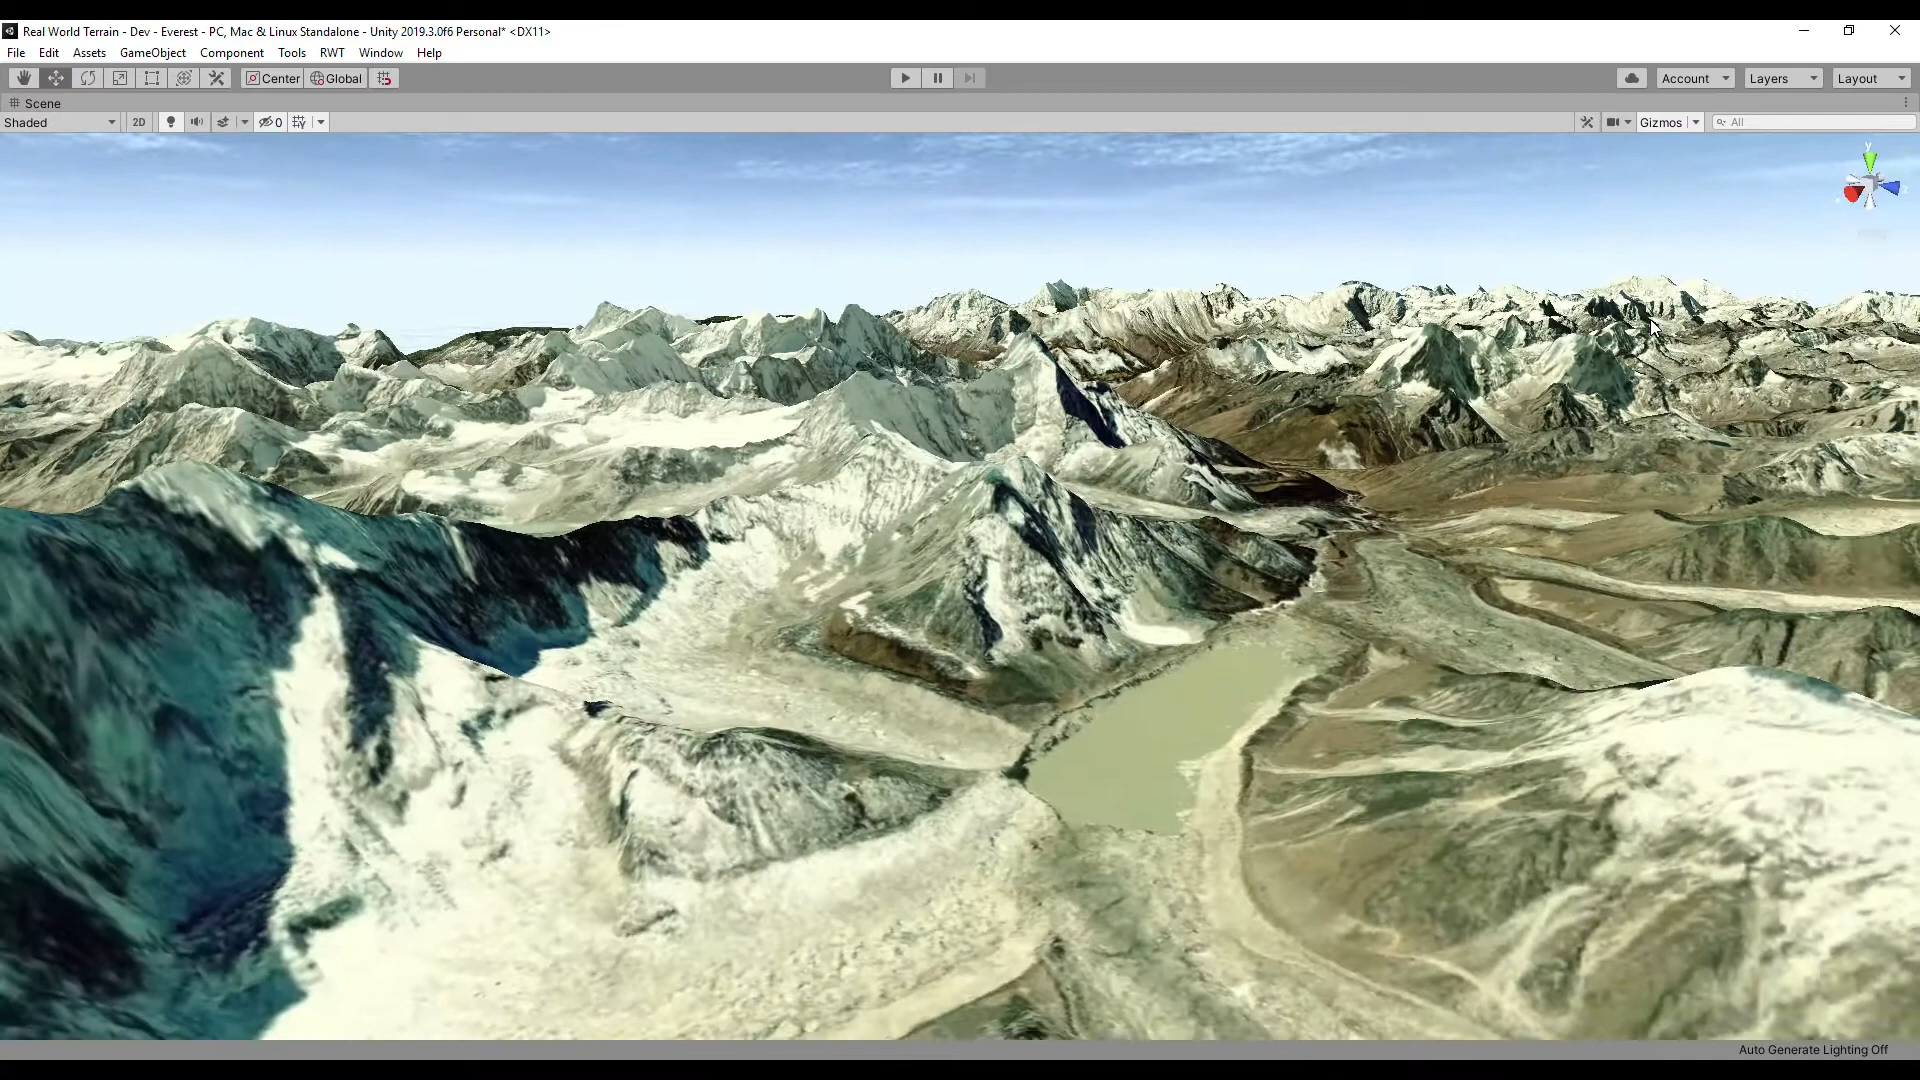 Real World Terrain - Dev - Everest - PC, Mac & Linux Standalone - Unity 2019.3.0f6 Personal* <DX11>
File Edit Assets GameObject Component Tools RWT Window Help
Center Global Account Layers Layout
Scene
Shaded 2D 0 Gizmos All
y
Auto Generate Lighting Off